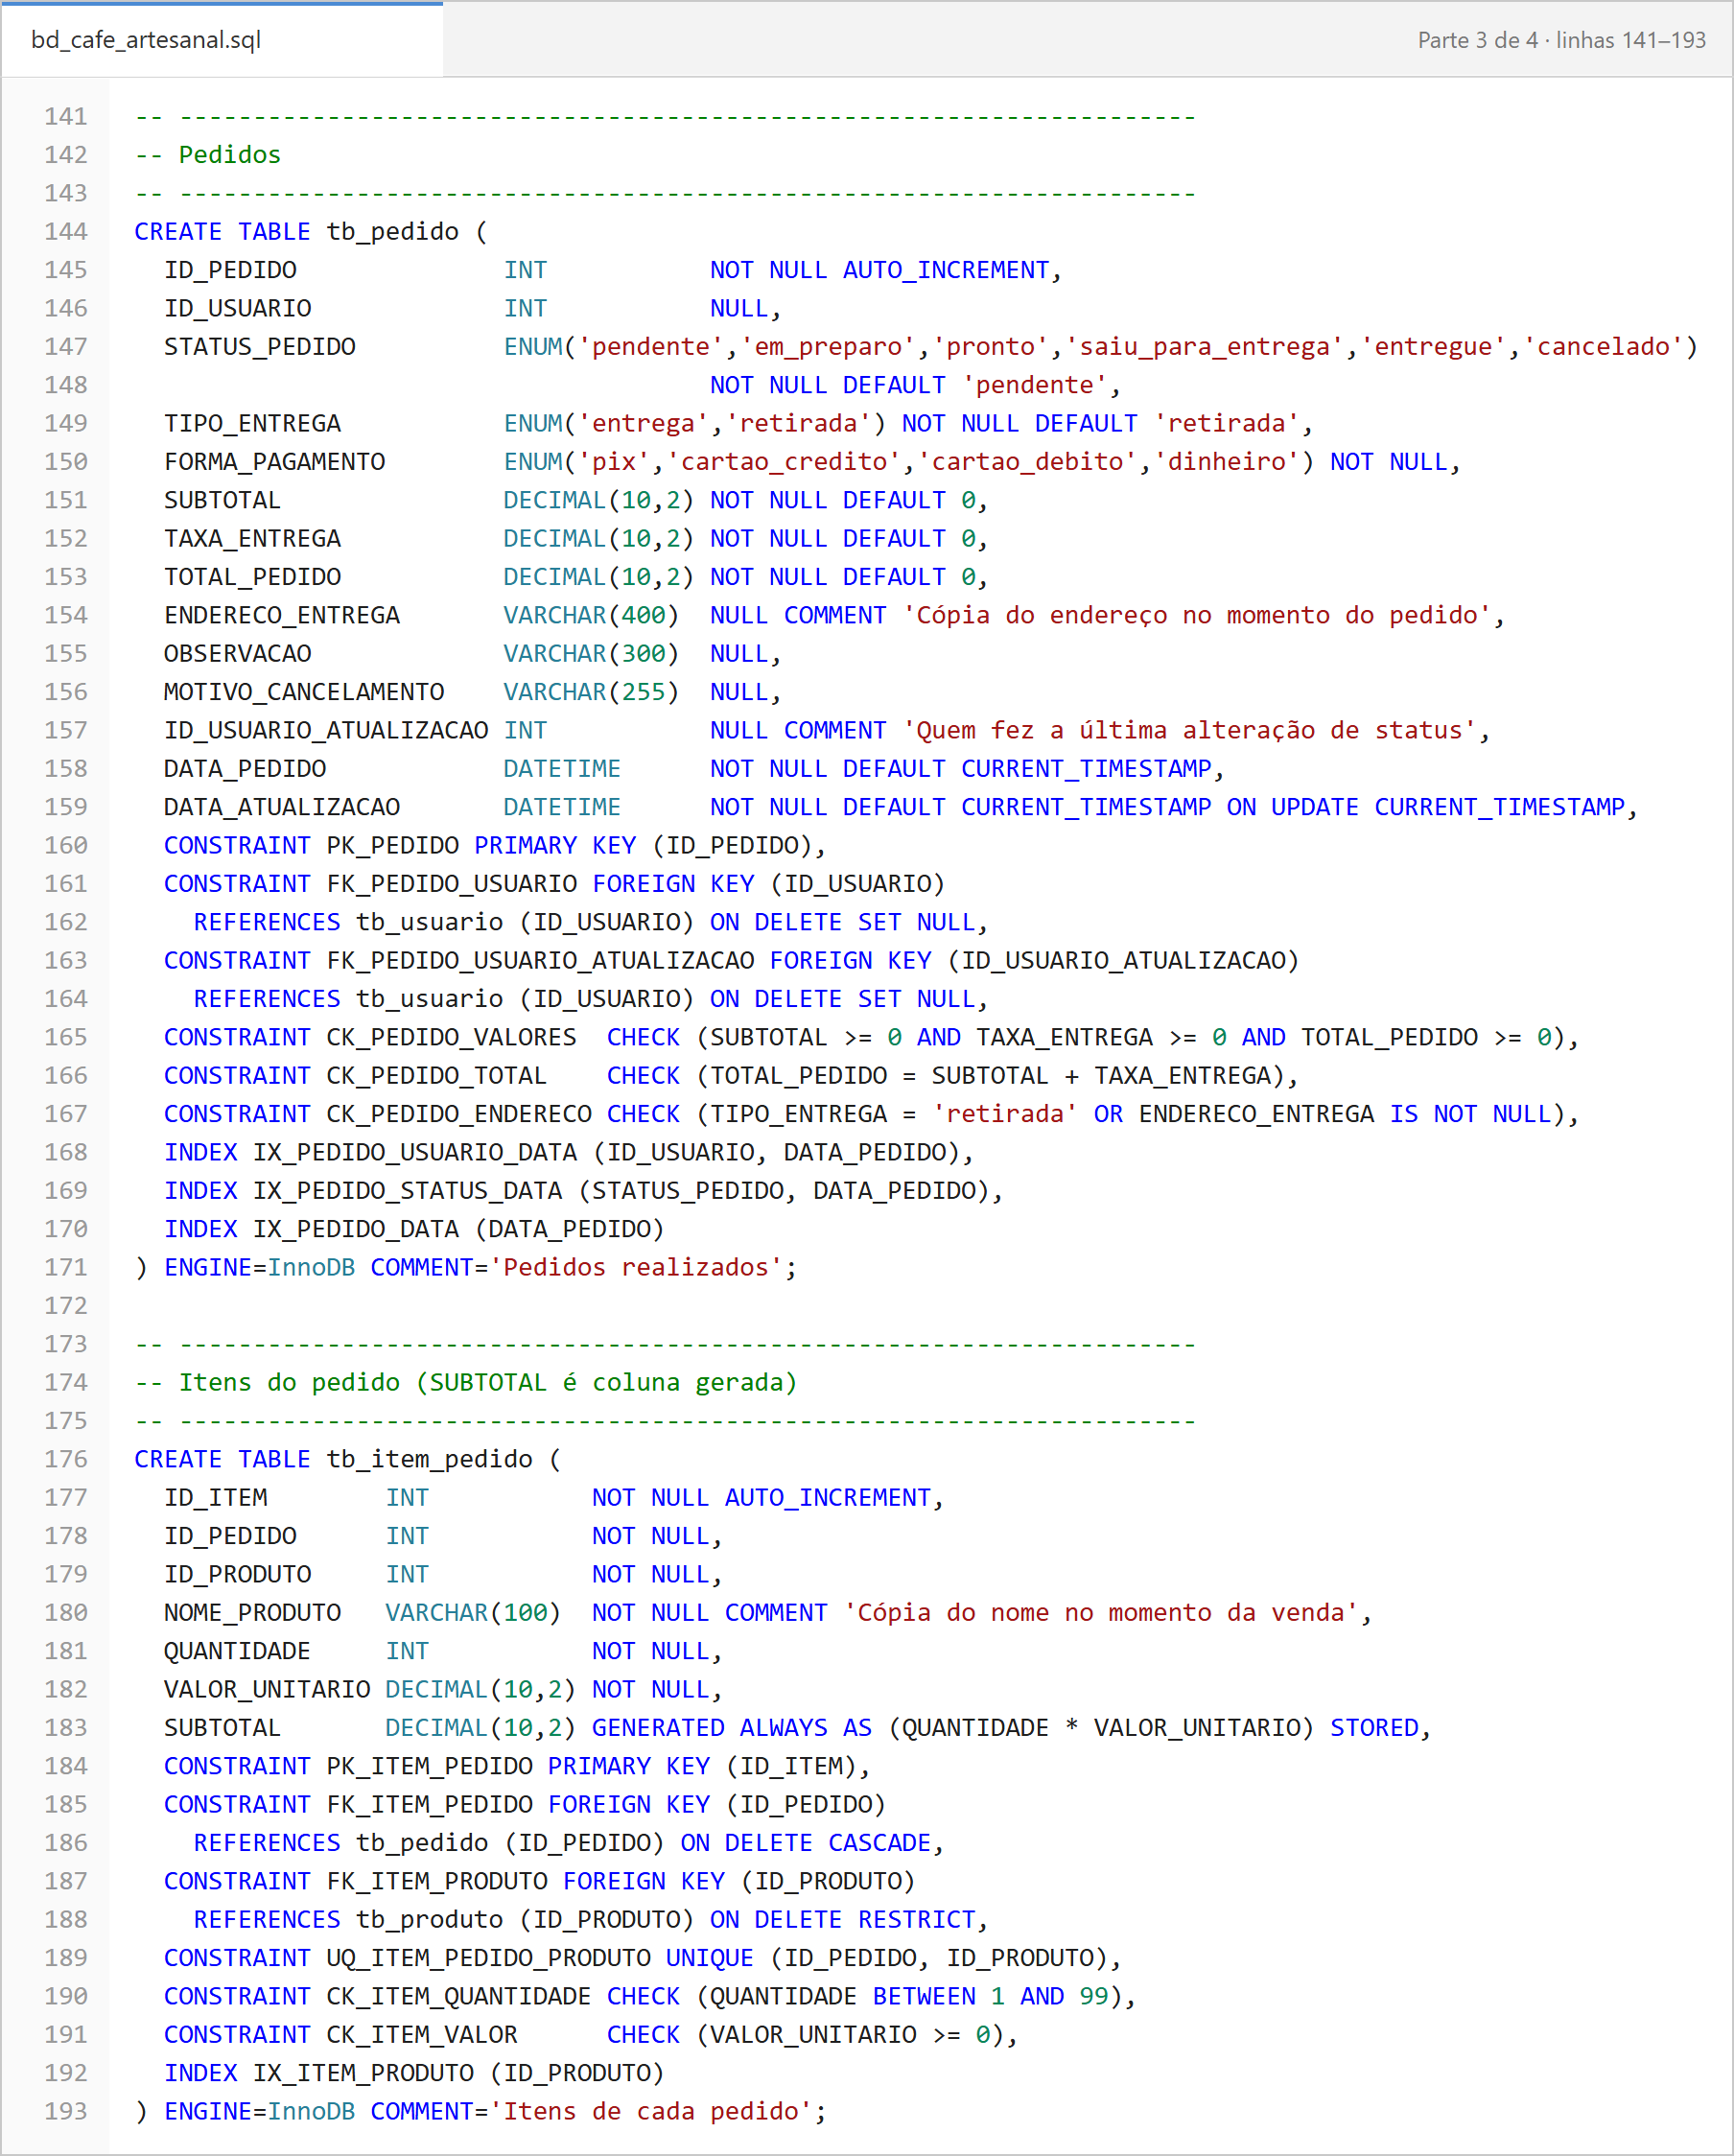 bd_cafe_artesanal.sql
Parte 3 de 4 · linhas 141–193
141 -- ---------------------------------------------------------------------
142 -- Pedidos
143 -- ---------------------------------------------------------------------
144 CREATE TABLE tb_pedido (
145   ID_PEDIDO              INT           NOT NULL AUTO_INCREMENT,
146   ID_USUARIO             INT           NULL,
147   STATUS_PEDIDO          ENUM('pendente','em_preparo','pronto','saiu_para_entrega','entregue','cancelado')
148                                        NOT NULL DEFAULT 'pendente',
149   TIPO_ENTREGA           ENUM('entrega','retirada') NOT NULL DEFAULT 'retirada',
150   FORMA_PAGAMENTO        ENUM('pix','cartao_credito','cartao_debito','dinheiro') NOT NULL,
151   SUBTOTAL               DECIMAL(10,2) NOT NULL DEFAULT 0,
152   TAXA_ENTREGA           DECIMAL(10,2) NOT NULL DEFAULT 0,
153   TOTAL_PEDIDO           DECIMAL(10,2) NOT NULL DEFAULT 0,
154   ENDERECO_ENTREGA       VARCHAR(400)  NULL COMMENT 'Cópia do endereço no momento do pedido',
155   OBSERVACAO             VARCHAR(300)  NULL,
156   MOTIVO_CANCELAMENTO    VARCHAR(255)  NULL,
157   ID_USUARIO_ATUALIZACAO INT           NULL COMMENT 'Quem fez a última alteração de status',
158   DATA_PEDIDO            DATETIME      NOT NULL DEFAULT CURRENT_TIMESTAMP,
159   DATA_ATUALIZACAO       DATETIME      NOT NULL DEFAULT CURRENT_TIMESTAMP ON UPDATE CURRENT_TIMESTAMP,
160   CONSTRAINT PK_PEDIDO PRIMARY KEY (ID_PEDIDO),
161   CONSTRAINT FK_PEDIDO_USUARIO FOREIGN KEY (ID_USUARIO)
162     REFERENCES tb_usuario (ID_USUARIO) ON DELETE SET NULL,
163   CONSTRAINT FK_PEDIDO_USUARIO_ATUALIZACAO FOREIGN KEY (ID_USUARIO_ATUALIZACAO)
164     REFERENCES tb_usuario (ID_USUARIO) ON DELETE SET NULL,
165   CONSTRAINT CK_PEDIDO_VALORES  CHECK (SUBTOTAL >= 0 AND TAXA_ENTREGA >= 0 AND TOTAL_PEDIDO >= 0),
166   CONSTRAINT CK_PEDIDO_TOTAL    CHECK (TOTAL_PEDIDO = SUBTOTAL + TAXA_ENTREGA),
167   CONSTRAINT CK_PEDIDO_ENDERECO CHECK (TIPO_ENTREGA = 'retirada' OR ENDERECO_ENTREGA IS NOT NULL),
168   INDEX IX_PEDIDO_USUARIO_DATA (ID_USUARIO, DATA_PEDIDO),
169   INDEX IX_PEDIDO_STATUS_DATA (STATUS_PEDIDO, DATA_PEDIDO),
170   INDEX IX_PEDIDO_DATA (DATA_PEDIDO)
171 ) ENGINE=InnoDB COMMENT='Pedidos realizados';
172
173 -- ---------------------------------------------------------------------
174 -- Itens do pedido (SUBTOTAL é coluna gerada)
175 -- ---------------------------------------------------------------------
176 CREATE TABLE tb_item_pedido (
177   ID_ITEM        INT           NOT NULL AUTO_INCREMENT,
178   ID_PEDIDO      INT           NOT NULL,
179   ID_PRODUTO     INT           NOT NULL,
180   NOME_PRODUTO   VARCHAR(100)  NOT NULL COMMENT 'Cópia do nome no momento da venda',
181   QUANTIDADE     INT           NOT NULL,
182   VALOR_UNITARIO DECIMAL(10,2) NOT NULL,
183   SUBTOTAL       DECIMAL(10,2) GENERATED ALWAYS AS (QUANTIDADE * VALOR_UNITARIO) STORED,
184   CONSTRAINT PK_ITEM_PEDIDO PRIMARY KEY (ID_ITEM),
185   CONSTRAINT FK_ITEM_PEDIDO FOREIGN KEY (ID_PEDIDO)
186     REFERENCES tb_pedido (ID_PEDIDO) ON DELETE CASCADE,
187   CONSTRAINT FK_ITEM_PRODUTO FOREIGN KEY (ID_PRODUTO)
188     REFERENCES tb_produto (ID_PRODUTO) ON DELETE RESTRICT,
189   CONSTRAINT UQ_ITEM_PEDIDO_PRODUTO UNIQUE (ID_PEDIDO, ID_PRODUTO),
190   CONSTRAINT CK_ITEM_QUANTIDADE CHECK (QUANTIDADE BETWEEN 1 AND 99),
191   CONSTRAINT CK_ITEM_VALOR      CHECK (VALOR_UNITARIO >= 0),
192   INDEX IX_ITEM_PRODUTO (ID_PRODUTO)
193 ) ENGINE=InnoDB COMMENT='Itens de cada pedido';